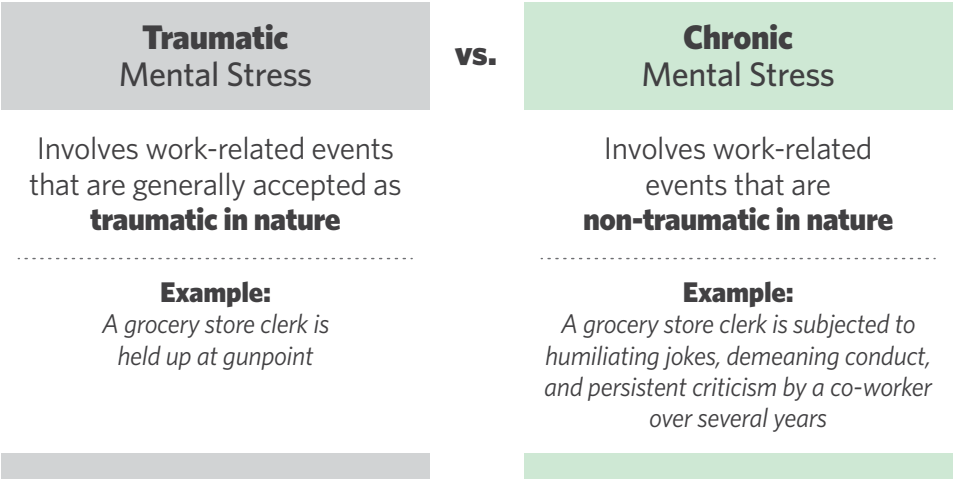 Traumatic
Mental Stress
vs.
Chronic
Mental Stress
Involves work-related events
that are generally accepted as
traumatic in nature
Example:
A grocery store clerk is
held up at gunpoint
Involves work-related
events that are
non-traumatic in nature
Example:
A grocery store clerk is subjected to
humiliating jokes, demeaning conduct,
and persistent criticism by a co-worker
over several years